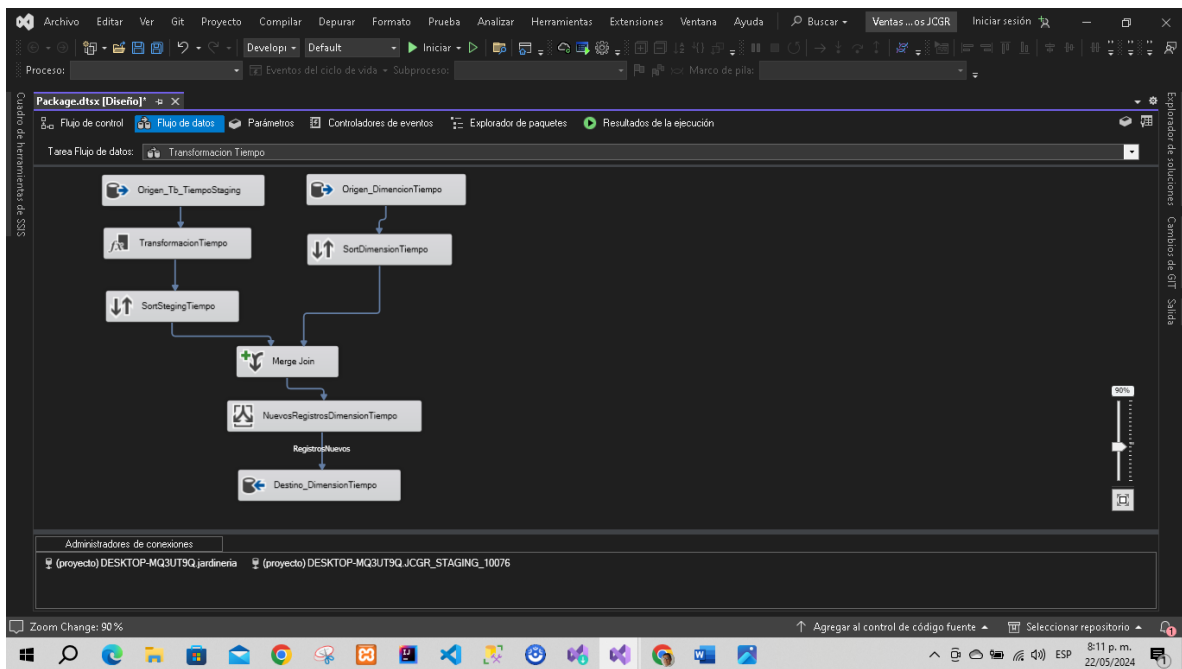 Archivo Editar Ver Git Proyecto Compilar Depurar Formato Prueba Analizar Herramientas Extensiones Ventana Ayuda Buscar Ventas ... os JCGR Iniciar sesión
Developi Default Iniciar
Proceso: Eventos del ciclo de vida Subproceso: Marco de pila:
Package.dtsx [Diseño]*
Flujo de control Flujo de datos Parámetros Controladores de eventos Explorador de paquetes Resultados de la ejecución
Tarea Flujo de datos: Transformacion Tiempo
Cuadro de herramientas de SSIS
Explorador de soluciones
Cambios de GIT
Salida
Origen_Tb_TiempoStaging
Origen_DimencionTiempo
TransformacionTiempo
SortDimensionTiempo
SortStegingTiempo
Merge Join
NuevosRegistrosDimensionTiempo
RegistrosNuevos
Destino_DimensionTiempo
90%
Administradores de conexiones
(proyecto) DESKTOP-MQ3UT9Q.jardineria (proyecto) DESKTOP-MQ3UT9Q.JCGR_STAGING_10076
Zoom Change: 90 % Agregar al control de código fuente Seleccionar repositorio 1
ESP 8:11 p. m.
22/05/2024